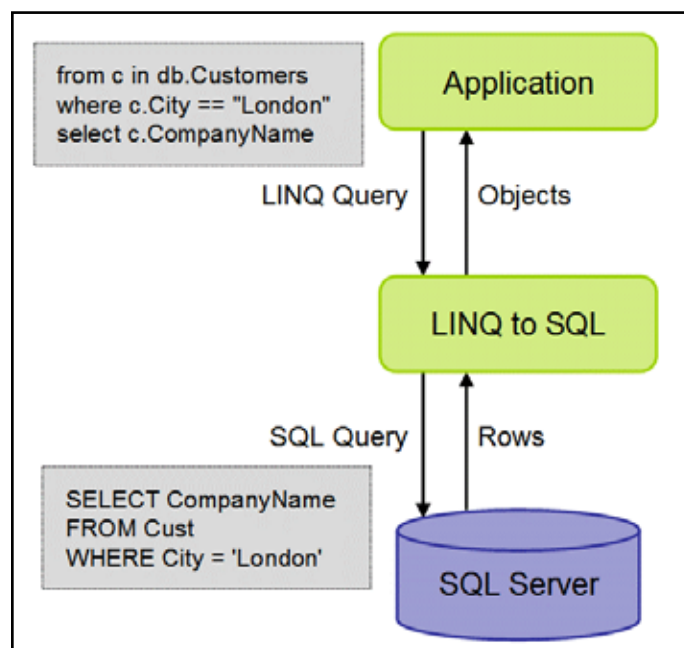 from c in db.Customers
where c.City == "London"
select c.CompanyName
Application
LINQ Query
Objects
LINQ to SQL
SQL Query
Rows
SELECT CompanyName
FROM Cust
WHERE City = 'London'
SQL Server